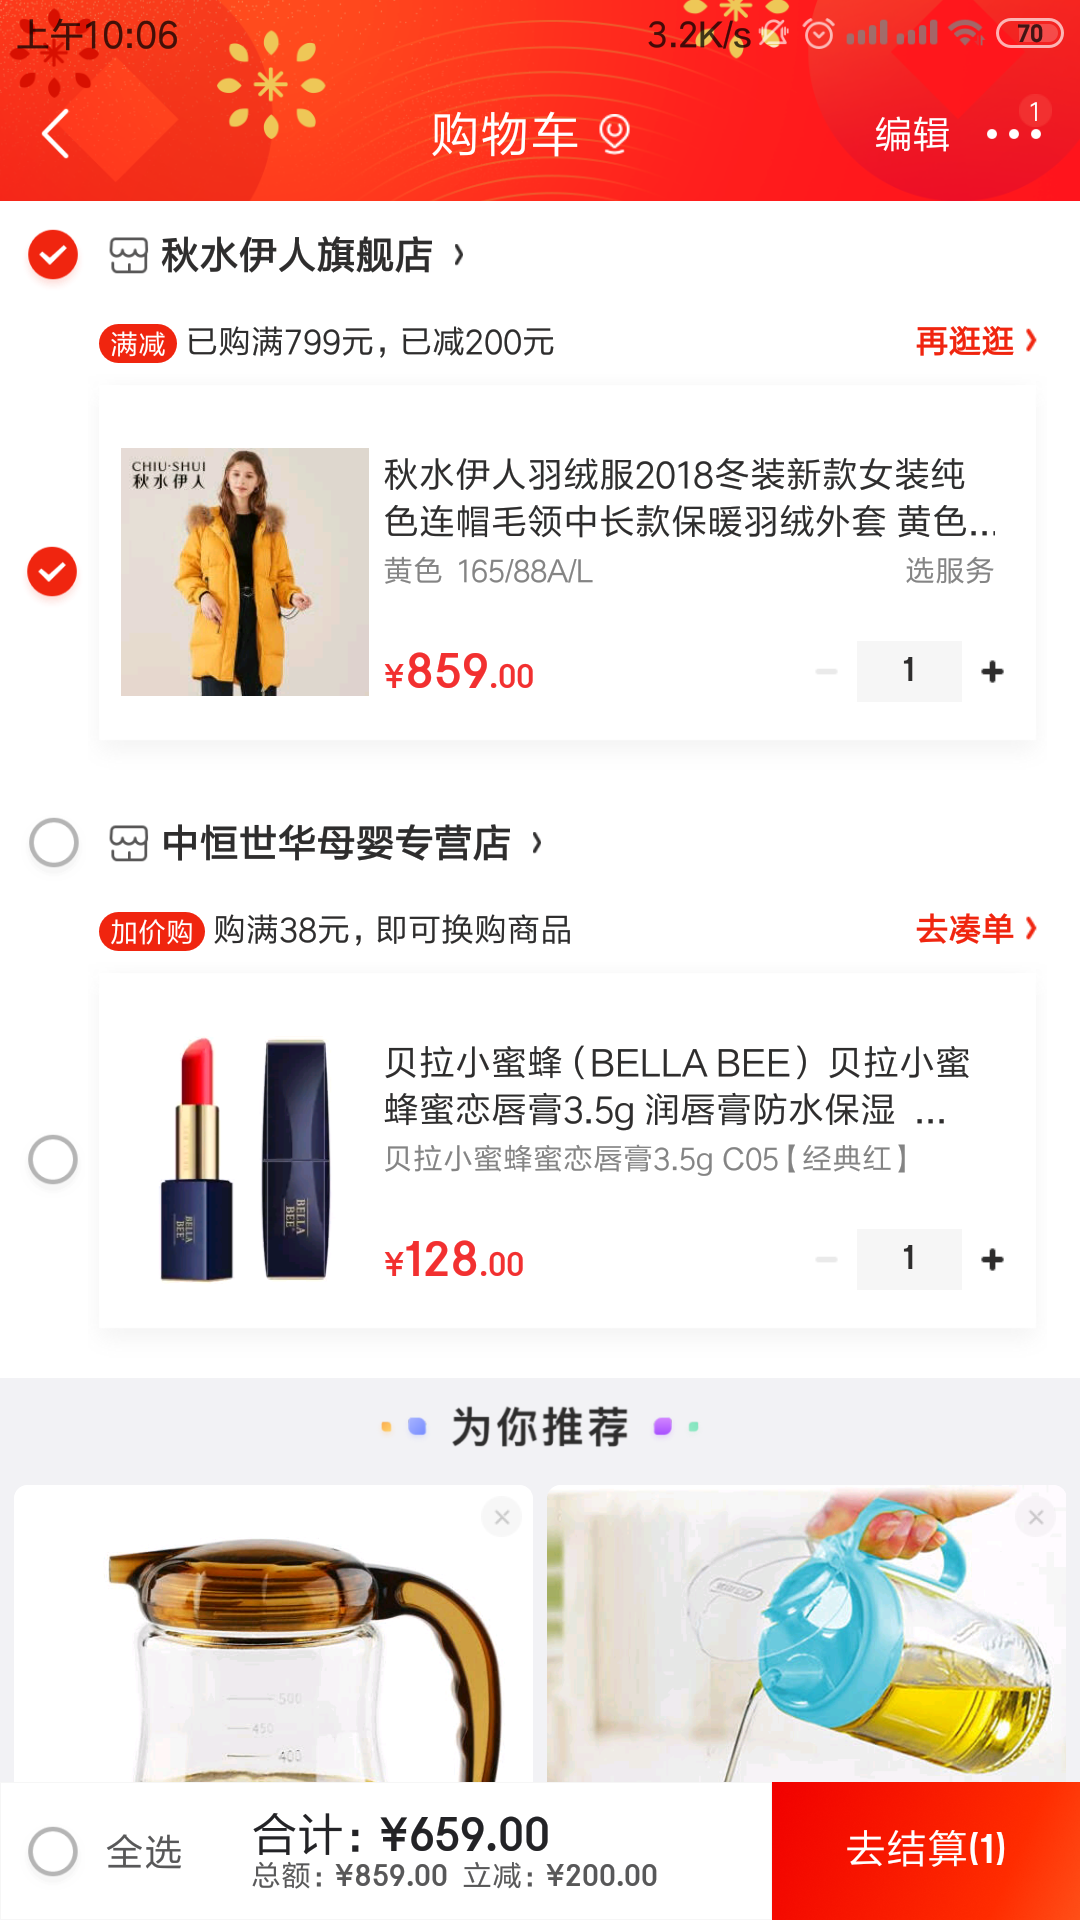 上午10:06
3.2K/s
70
购物车
编辑
1
秋水伊人旗舰店
满减 已购满799元，已减200元
再逛逛
CHIU·SHUI
秋水伊人
秋水伊人羽绒服2018冬装新款女装纯
色连帽毛领中长款保暖羽绒外套 黄色...
黄色 165/88A/L
选服务
¥859.00
1
中恒世华母婴专营店
加价购 购满38元，即可换购商品
去凑单
BELLA
BEE
BELLA
BEE
贝拉小蜜蜂（BELLA BEE）贝拉小蜜
蜂蜜恋唇膏3.5g 润唇膏防水保湿 ...
贝拉小蜜蜂蜜恋唇膏3.5g C05【经典红】
¥128.00
1
为你推荐
500
450
400
全选
合计：¥659.00
总额：¥859.00 立减：¥200.00
去结算(1)